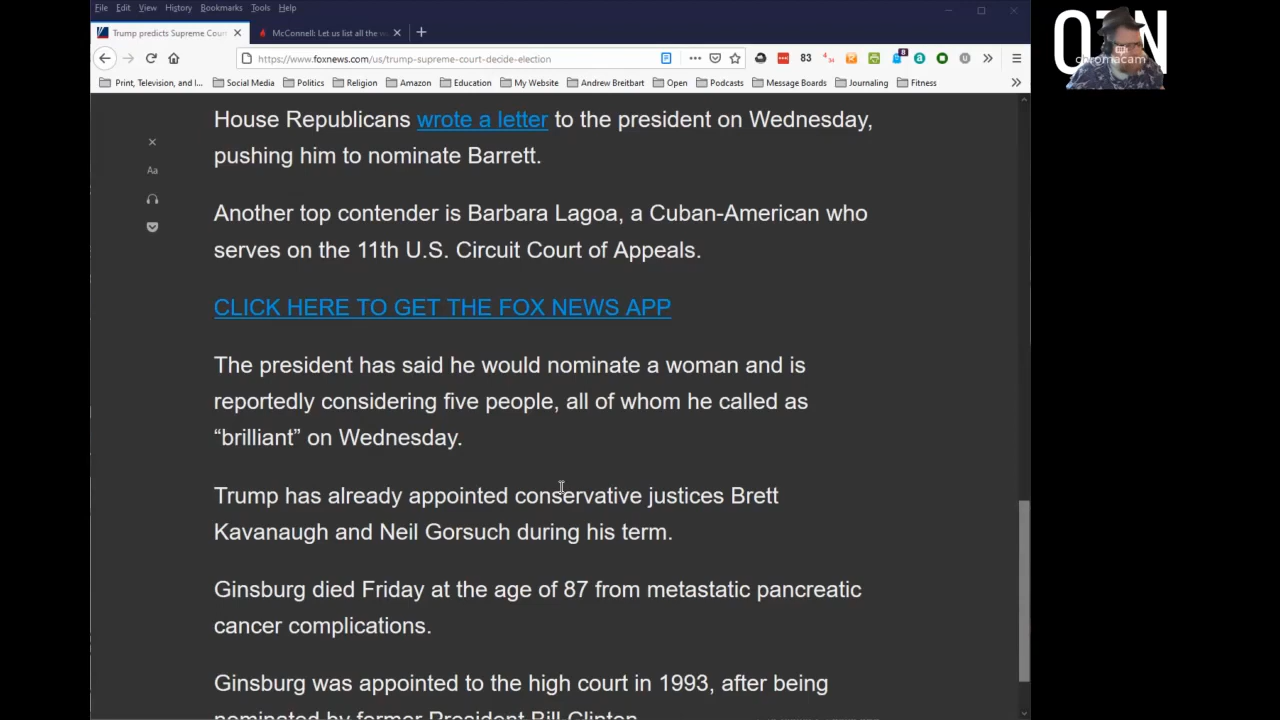 File Edit View History Bookmarks Tools Help
Trump predicts Supreme Cour
McConnell: Let us list all the w
https://www.foxnews.com/us/trump-supreme-court-decide-election
83
8
Print, Television, and I... Social Media Politics Religion Amazon Education My Website Andrew Breitbart Open Podcasts Message Boards Journaling Fitness
House Republicans wrote a letter to the president on Wednesday,
pushing him to nominate Barrett.
Aa
Another top contender is Barbara Lagoa, a Cuban-American who
serves on the 11th U.S. Circuit Court of Appeals.
CLICK HERE TO GET THE FOX NEWS APP
The president has said he would nominate a woman and is
reportedly considering five people, all of whom he called as
“brilliant” on Wednesday.
Trump has already appointed conservative justices Brett
Kavanaugh and Neil Gorsuch during his term.
Ginsburg died Friday at the age of 87 from metastatic pancreatic
cancer complications.
Ginsburg was appointed to the high court in 1993, after being
nominated by former President Bill Clinton.
chromacam